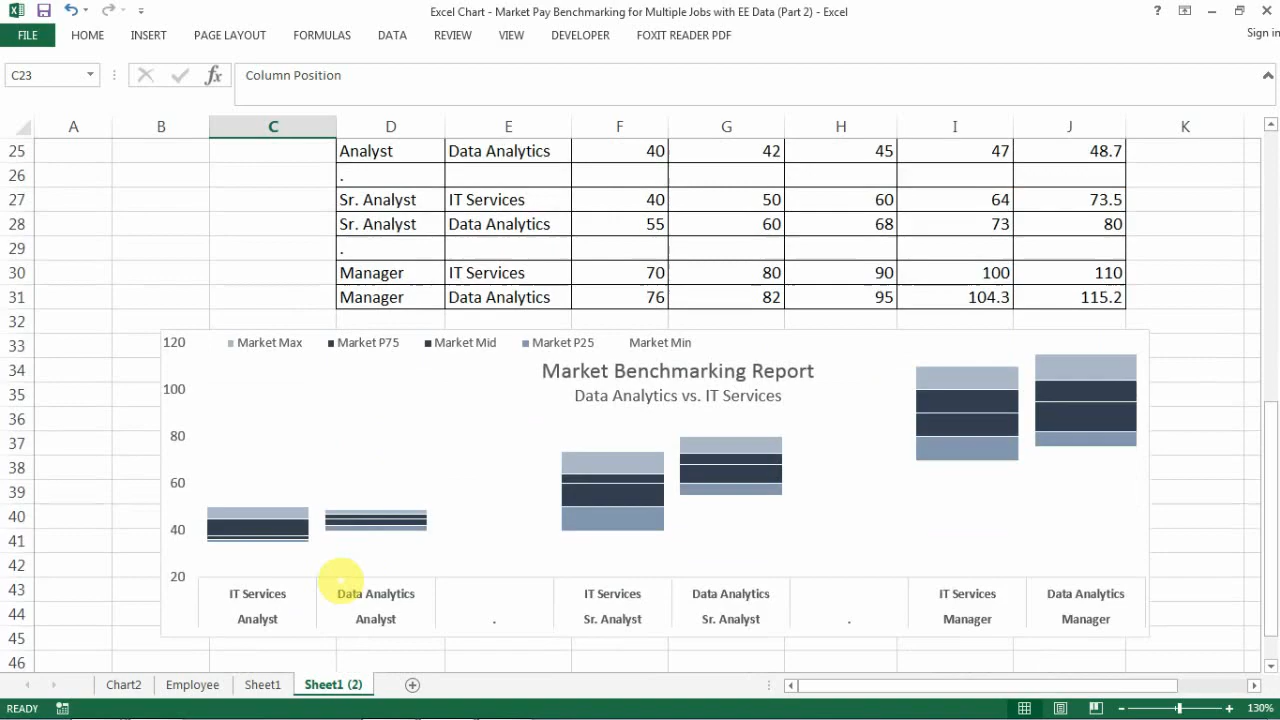 Excel Chart - Market Pay Benchmarking for Multiple Jobs with EE Data (Part 2) - Excel
?
FILE HOME INSERT PAGE LAYOUT FORMULAS DATA REVIEW VIEW DEVELOPER FOXIT READER PDF Sign in
C23 fx Column Position
A B C D E F G H I J K
25 Analyst Data Analytics 40 42 45 47 48.7
26 .
27 Sr. Analyst IT Services 40 50 60 64 73.5
28 Sr. Analyst Data Analytics 55 60 68 73 80
29 .
30 Manager IT Services 70 80 90 100 110
31 Manager Data Analytics 76 82 95 104.3 115.2
32
33
34
35
36
37
38
39
40
41
42
43
44
45
46
120 Market Max Market P75 Market Mid Market P25 Market Min
Market Benchmarking Report
100
Data Analytics vs. IT Services
80
60
40
20
IT Services Data Analytics IT Services Data Analytics IT Services Data Analytics
Analyst Analyst . Sr. Analyst Sr. Analyst . Manager Manager
Chart2 Employee Sheet1 Sheet1 (2)
READY 130%